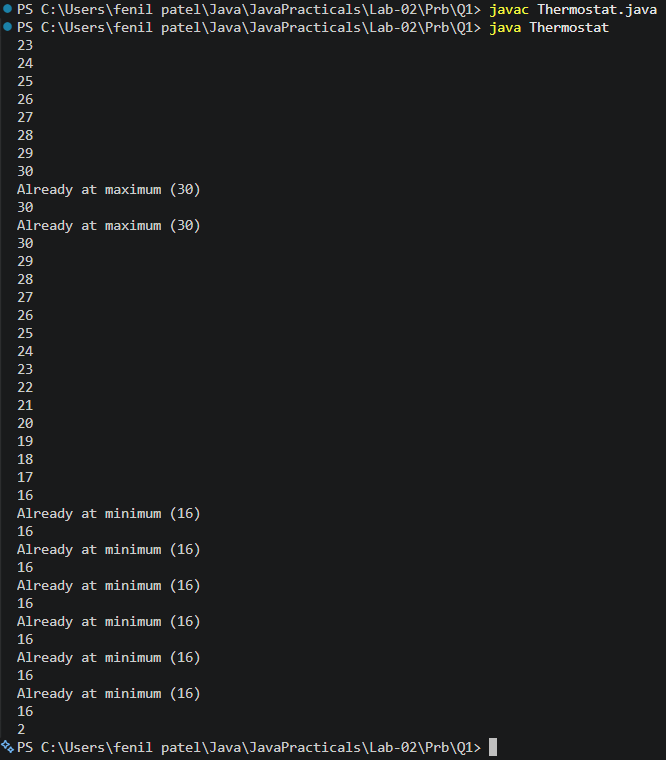 PS C:\Users\fenil patel\Java\JavaPracticals\Lab-02\Prb\Q1> javac Thermostat.java
PS C:\Users\fenil patel\Java\JavaPracticals\Lab-02\Prb\Q1> java Thermostat
23
24
25
26
27
28
29
30
Already at maximum (30)
30
Already at maximum (30)
30
29
28
27
26
25
24
23
22
21
20
19
18
17
16
Already at minimum (16)
16
Already at minimum (16)
16
Already at minimum (16)
16
Already at minimum (16)
16
Already at minimum (16)
16
Already at minimum (16)
16
2
PS C:\Users\fenil patel\Java\JavaPracticals\Lab-02\Prb\Q1>